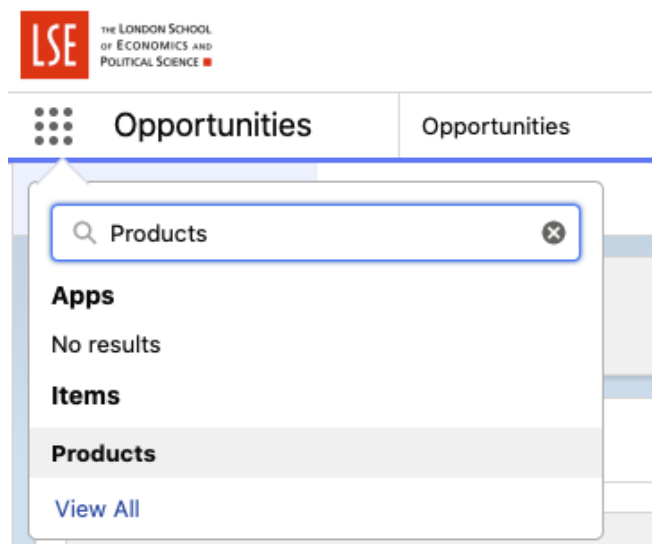 LSE
THE LONDON SCHOOL
OF ECONOMICS AND
POLITICAL SCIENCE
Opportunities
Opportunities
Products
Apps
No results
Items
Products
View All